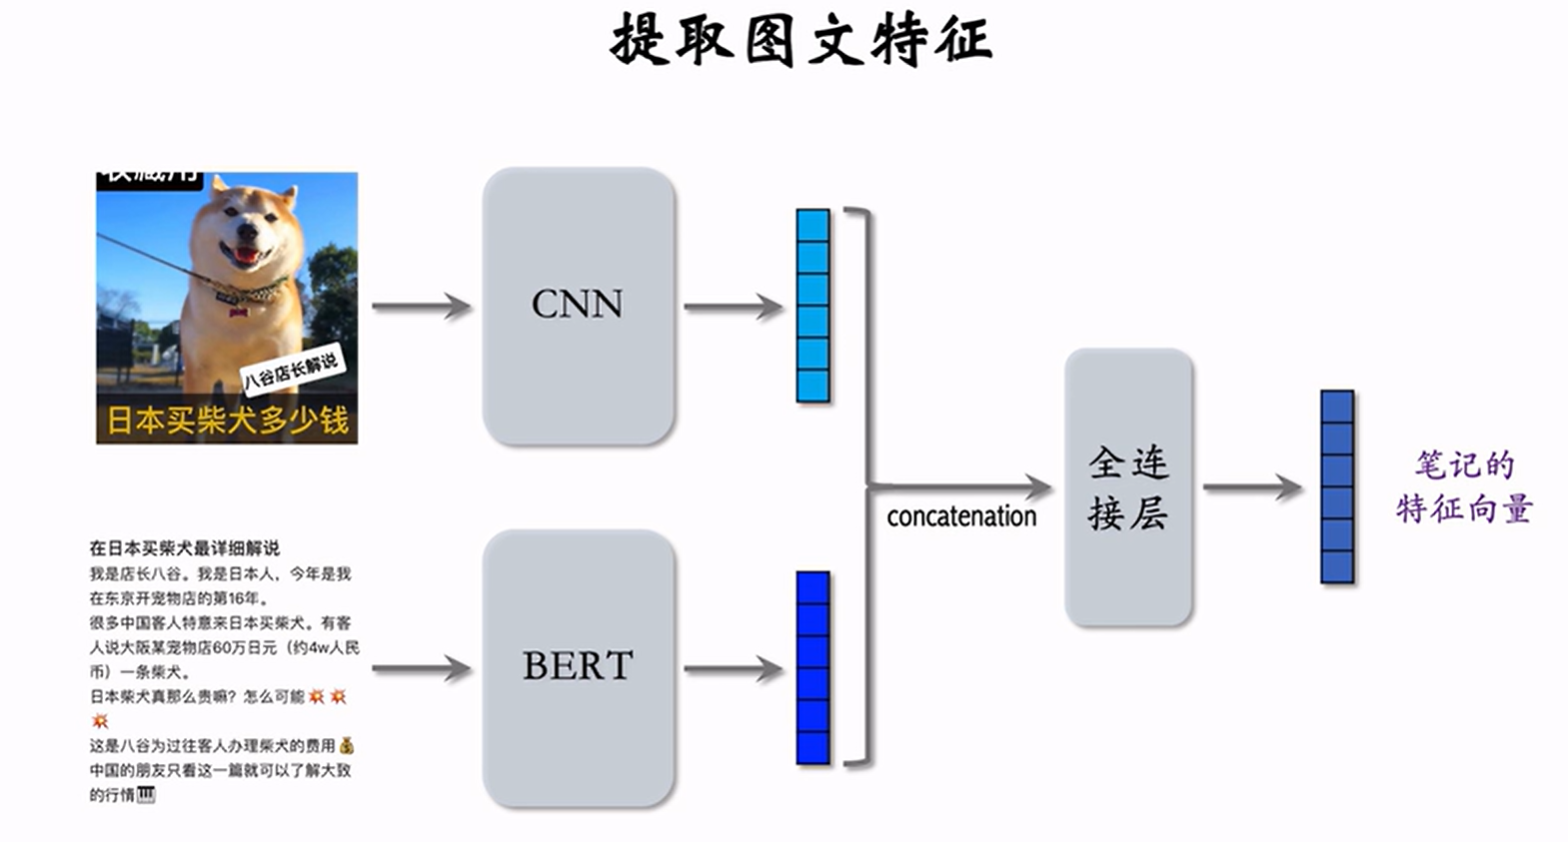 提取图文特征
收藏用
八谷店长解说
日本买柴犬多少钱
CNN
在日本买柴犬最详细解说
我是店长八谷。我是日本人，今年是我
在东京开宠物店的第16年。
很多中国客人特意来日本买柴犬。有客
人说大阪某宠物店60万日元（约4w人民
币）一条柴犬。
日本柴犬真那么贵嘛？怎么可能💥💥
💥
这是八谷为过往客人办理柴犬的费用💰
中国的朋友只看这一篇就可以了解大致
的行情🎹
BERT
concatenation
全连
接层
笔记的
特征向量